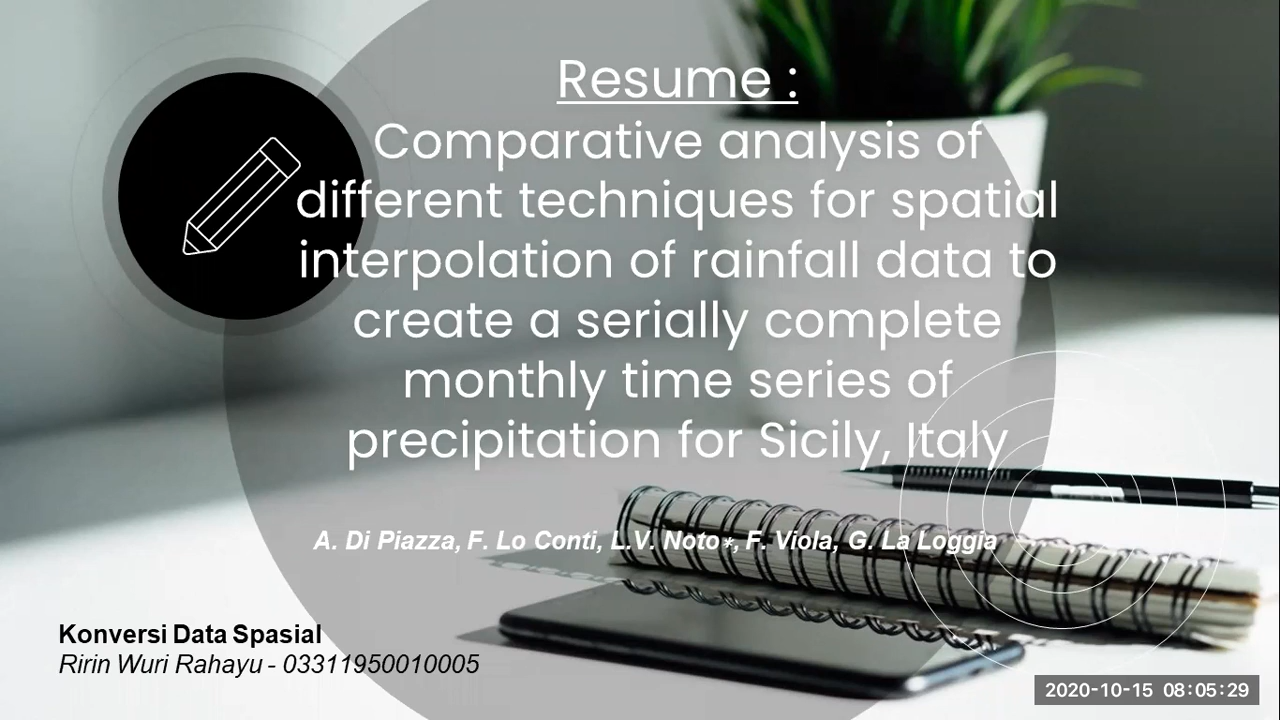 Resume :
Comparative analysis of
different techniques for spatial
interpolation of rainfall data to
create a serially complete
monthly time series of
precipitation for Sicily, Italy
A. Di Piazza, F. Lo Conti, L.V. Noto*, F. Viola, G. La Loggia
Konversi Data Spasial
Ririn Wuri Rahayu - 03311950010005
2020-10-15 08:05:29